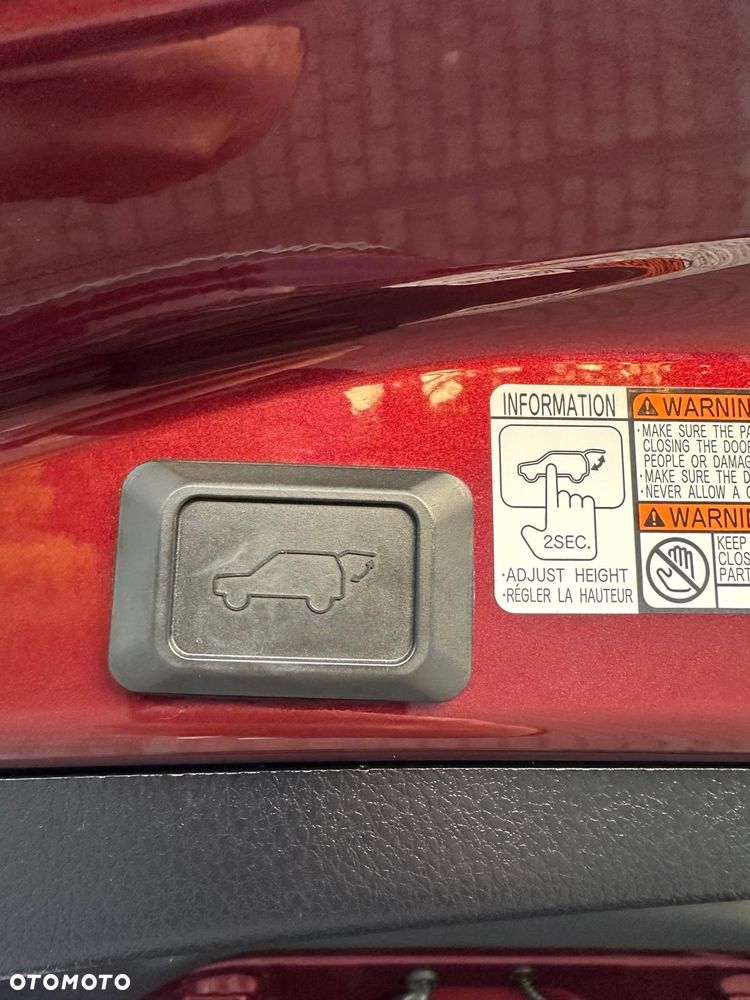 INFORMATION
2SEC.
·ADJUST HEIGHT
·RÉGLER LA HAUTEUR
WARNIN
·MAKE SURE THE PA
CLOSING THE DOO
PEOPLE OR DAMAG
·MAKE SURE THE D
·NEVER ALLOW A C
WARNIN
KEEP
CLOS
PART
OTOMOTO